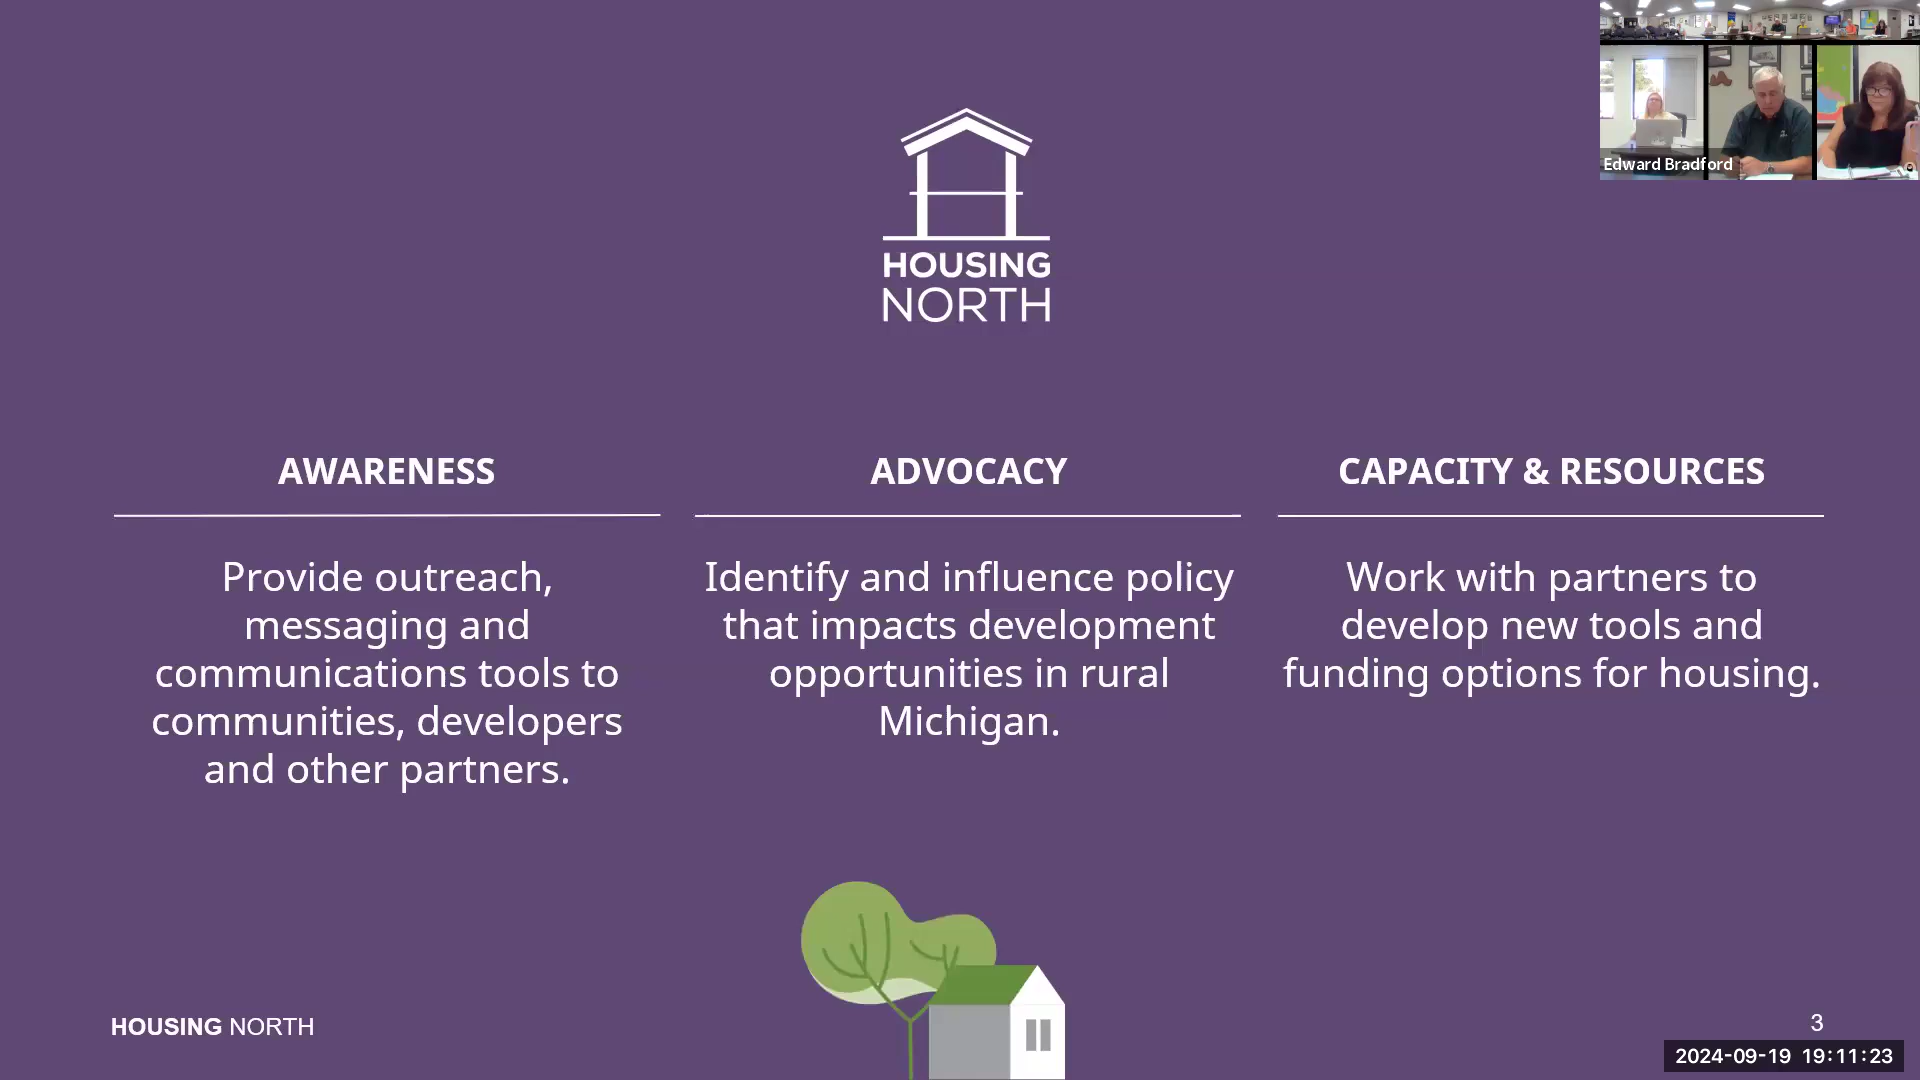 Edward Bradford
HOUSING
NORTH
AWARENESS
Provide outreach,
messaging and
communications tools to
communities, developers
and other partners.
ADVOCACY
Identify and influence policy
that impacts development
opportunities in rural
Michigan.
CAPACITY & RESOURCES
Work with partners to
develop new tools and
funding options for housing.
HOUSING NORTH
3
2024-09-19 19:11:23